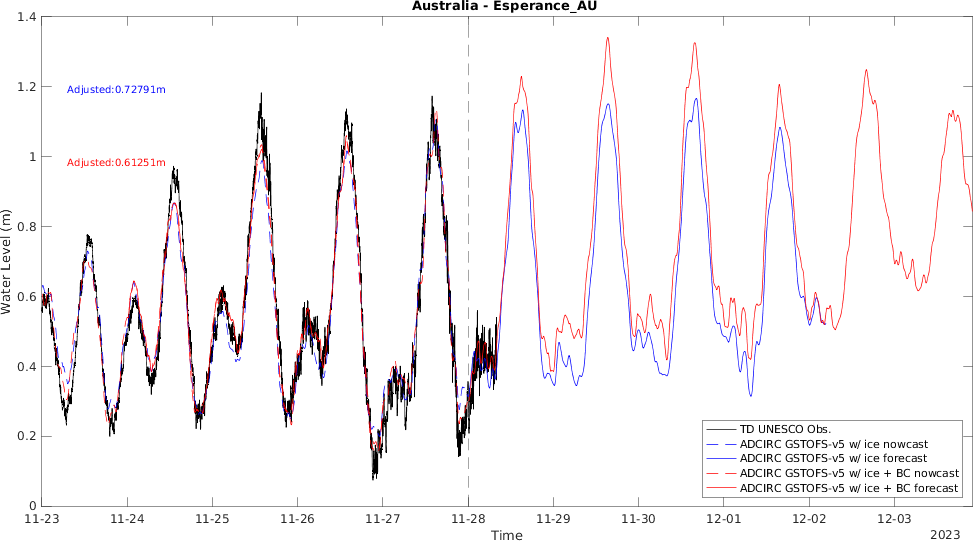 Australia - Esperance_AU
1.4
1.2
1
0.8
0.6
0.4
0.2
0
Water Level (m)
Adjusted:0.72791m
Adjusted:0.61251m
TD UNESCO Obs.
ADCIRC GSTOFS-v5 w/ ice nowcast
ADCIRC GSTOFS-v5 w/ ice forecast
ADCIRC GSTOFS-v5 w/ ice + BC nowcast
ADCIRC GSTOFS-v5 w/ ice + BC forecast
11-23 11-24 11-25 11-26 11-27 11-28 11-29 11-30 12-01 12-02 12-03
Time
2023